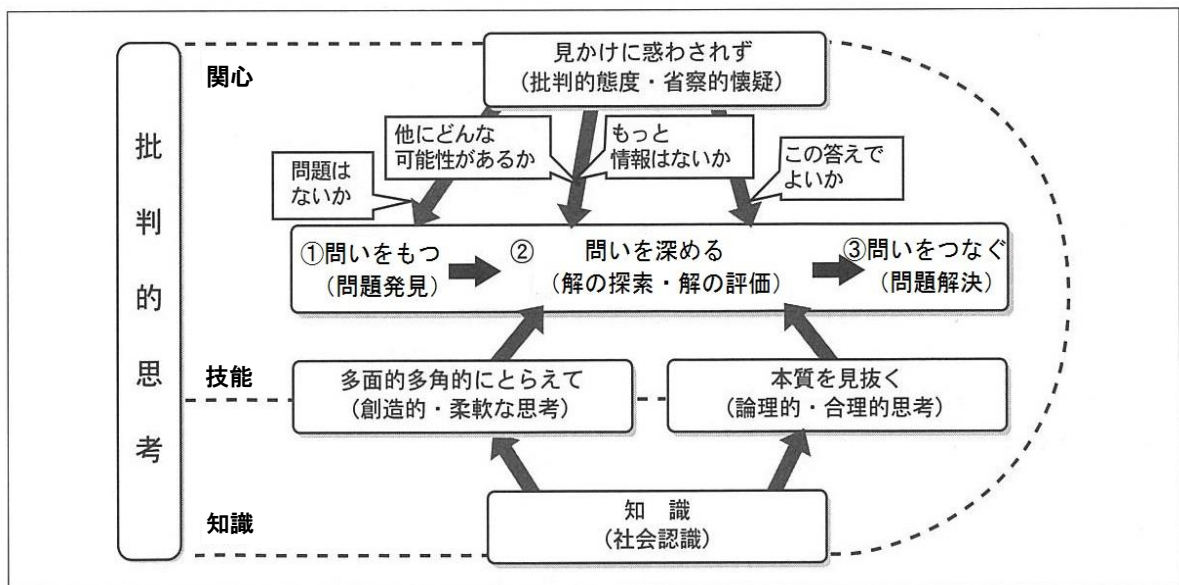 批判的思考
関心
見かけに惑わされず
（批判的態度・省察的懐疑）
問題は
ないか
他にどんな
可能性があるか
もっと
情報はないか
この答えで
よいか
①問いをもつ
（問題発見）
② 問いを深める
（解の探索・解の評価）
③問いをつなぐ
（問題解決）
技能
多面的多角的にとらえて
（創造的・柔軟な思考）
本質を見抜く
（論理的・合理的思考）
知識
知　識
（社会認識）